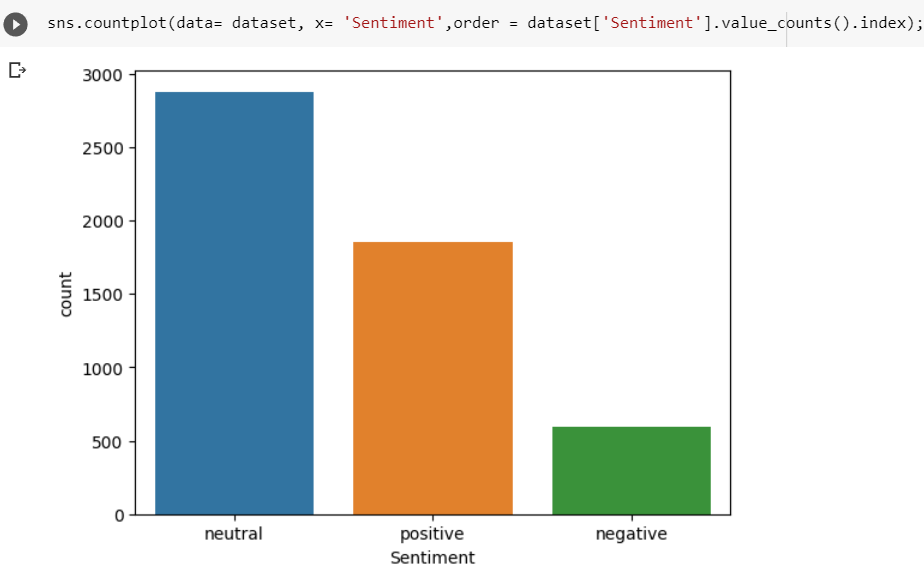 sns.countplot(data= dataset, x= 'Sentiment',order = dataset['Sentiment'].value_counts().index);
3000
2500
2000
1500
1000
500
0
count
neutral positive negative
Sentiment